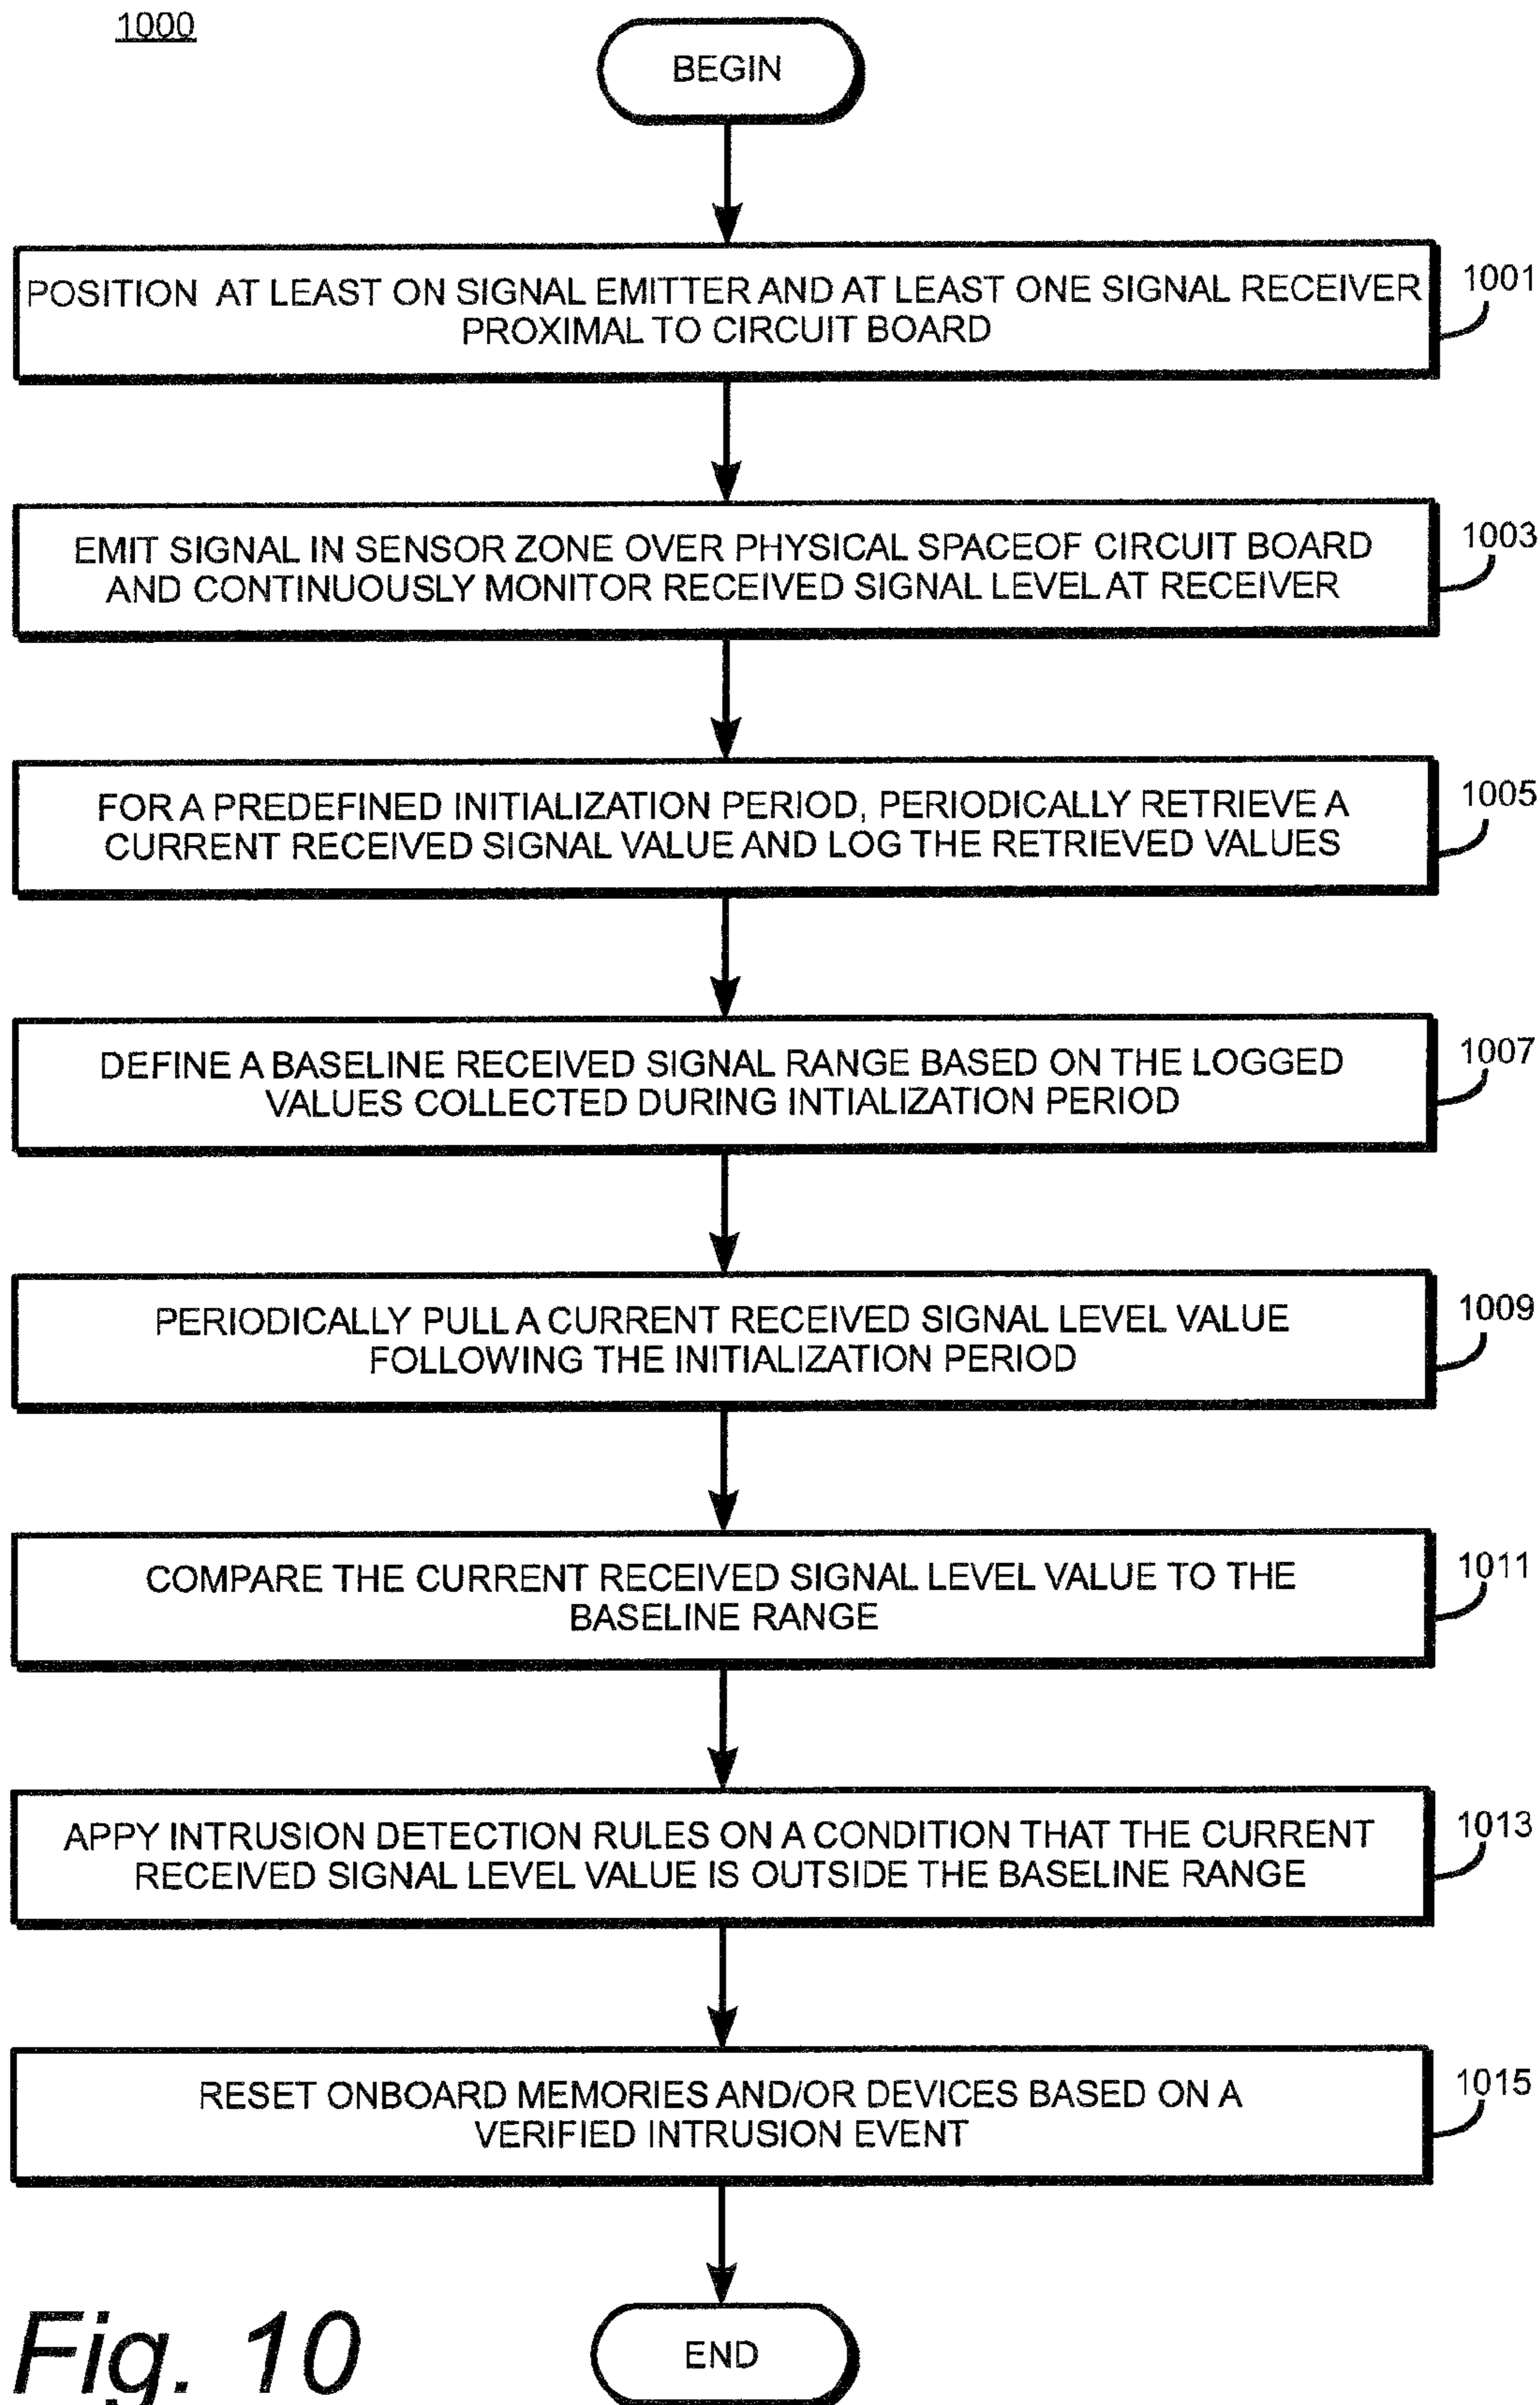 1000
BEGIN
POSITION AT LEAST ON SIGNAL EMITTER AND AT LEAST ONE SIGNAL RECEIVER
PROXIMAL TO CIRCUIT BOARD
1001
EMIT SIGNAL IN SENSOR ZONE OVER PHYSICAL SPACEOF CIRCUIT BOARD
AND CONTINUOUSLY MONITOR RECEIVED SIGNAL LEVEL AT RECEIVER
1003
FOR A PREDEFINED INITIALIZATION PERIOD, PERIODICALLY RETRIEVE A
CURRENT RECEIVED SIGNAL VALUE AND LOG THE RETRIEVED VALUES
1005
DEFINE A BASELINE RECEIVED SIGNAL RANGE BASED ON THE LOGGED
VALUES COLLECTED DURING INTIALIZATION PERIOD
1007
PERIODICALLY PULL A CURRENT RECEIVED SIGNAL LEVEL VALUE
FOLLOWING THE INITIALIZATION PERIOD
1009
COMPARE THE CURRENT RECEIVED SIGNAL LEVEL VALUE TO THE
BASELINE RANGE
1011
APPY INTRUSION DETECTION RULES ON A CONDITION THAT THE CURRENT
RECEIVED SIGNAL LEVEL VALUE IS OUTSIDE THE BASELINE RANGE
1013
RESET ONBOARD MEMORIES AND/OR DEVICES BASED ON A
VERIFIED INTRUSION EVENT
1015
END
Fig. 10